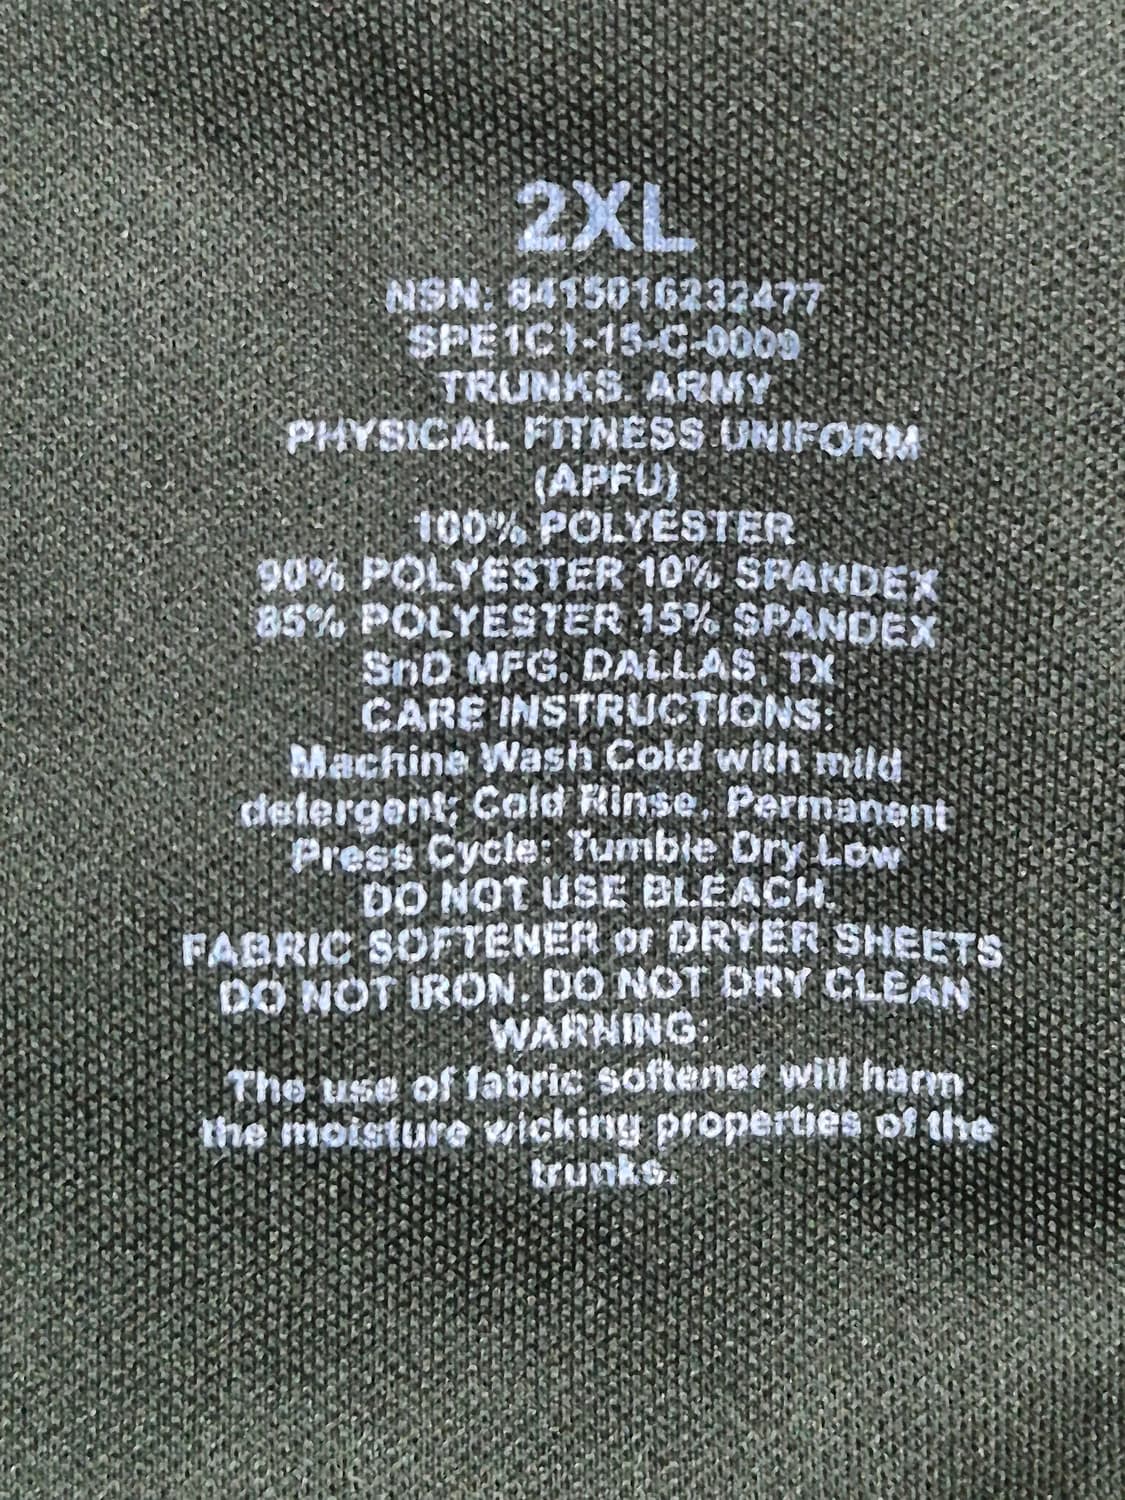 2XL
NSN: 8415016232477
SPE1C1-15-C-0009
TRUNKS. ARMY
PHYSICAL FITNESS UNIFORM
(APFU)
100% POLYESTER
90% POLYESTER 10% SPANDEX
85% POLYESTER 15% SPANDEX
SnD MFG. DALLAS, TX
CARE INSTRUCTIONS:
Machine Wash Cold with mild
detergent; Cold Rinse. Permanent
Press Cycle: Tumble Dry Low
DO NOT USE BLEACH.
FABRIC SOFTENER or DRYER SHEETS
DO NOT IRON. DO NOT DRY CLEAN
WARNING:
The use of fabric softener will harm
the moisture wicking properties of the
trunks.